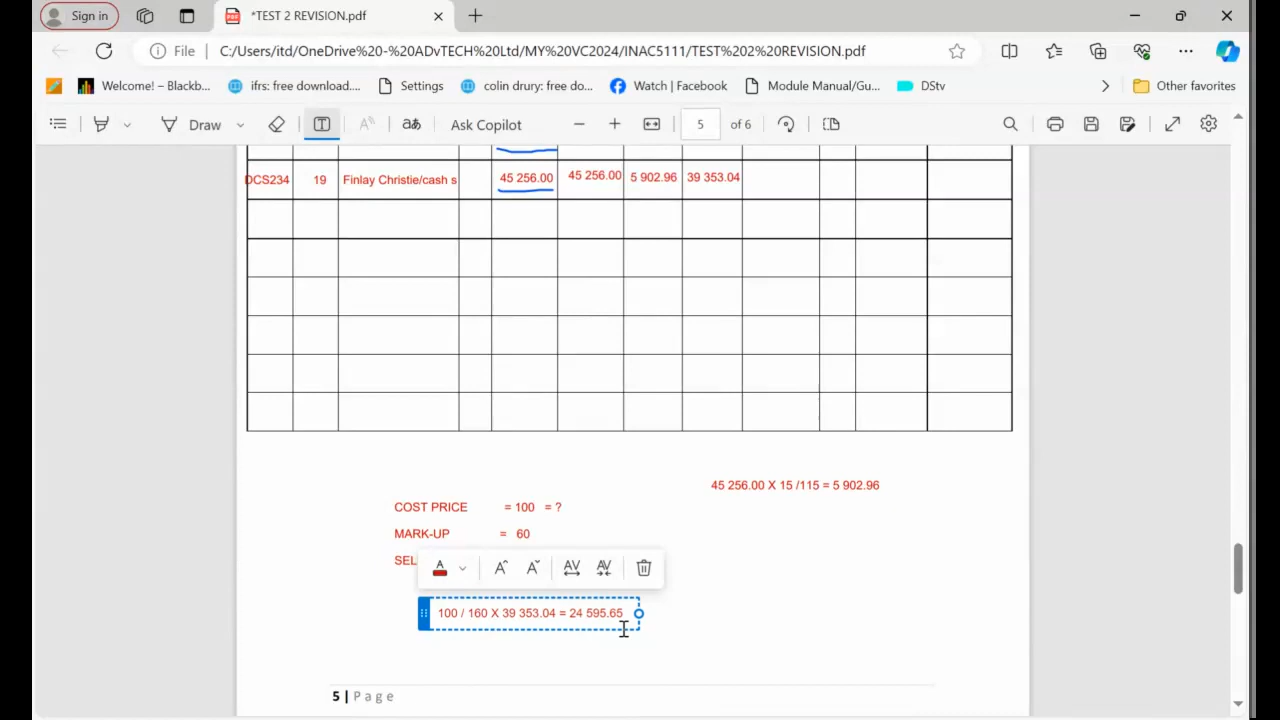 Sign in
*TEST 2 REVISION.pdf
File
C:/Users/itd/OneDrive%20-%20ADvTECH%20Ltd/MY%20VC2024/INAC5111/TEST%202%20REVISION.pdf
Welcome! – Blackb...
ifrs: free download....
Settings
colin drury: free do...
Watch | Facebook
Module Manual/Gu...
DStv
Other favorites
Draw
Ask Copilot
5 of 6
DCS234 19 Finlay Christie/cash s 45 256.00 45 256.00 5 902.96 39 353.04
45 256.00 X 15 /115 = 5 902.96
COST PRICE = 100 = ?
MARK-UP = 60
SEL
100 / 160 X 39 353.04 = 24 595.65
5 | Page